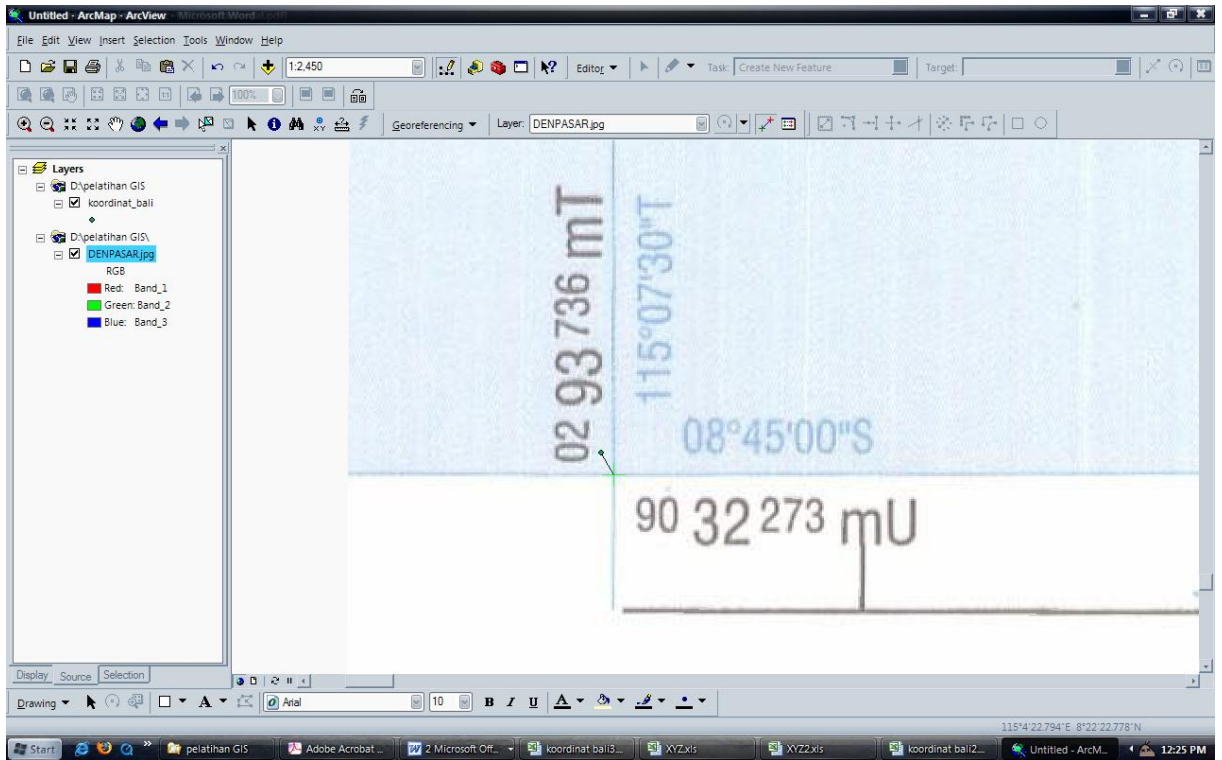 Untitled - ArcMap - ArcView
File Edit View Insert Selection Tools Window Help
1:2,450
Editor
Task: Create New Feature
Target:
100%
Georeferencing
Layer: DENPASAR.jpg
Layers
D:\pelatihan GIS
koordinat_bali
D:\pelatihan GIS\
DENPASAR.jpg
RGB
Red: Band_1
Green: Band_2
Blue: Band_3
02 93 736 mT
115°07'30"T
08°45'00"S
90 32 273 mU
Display Source Selection
Drawing
A
Arial
10
B I U A
115°4'22.794"E 8°22'22.778"N
Start
pelatihan GIS
Adobe Acrobat ...
2 Microsoft Off...
koordinat bali3...
XYZ.xls
XYZ2.xls
koordinat bali2...
Untitled - ArcM...
12:25 PM